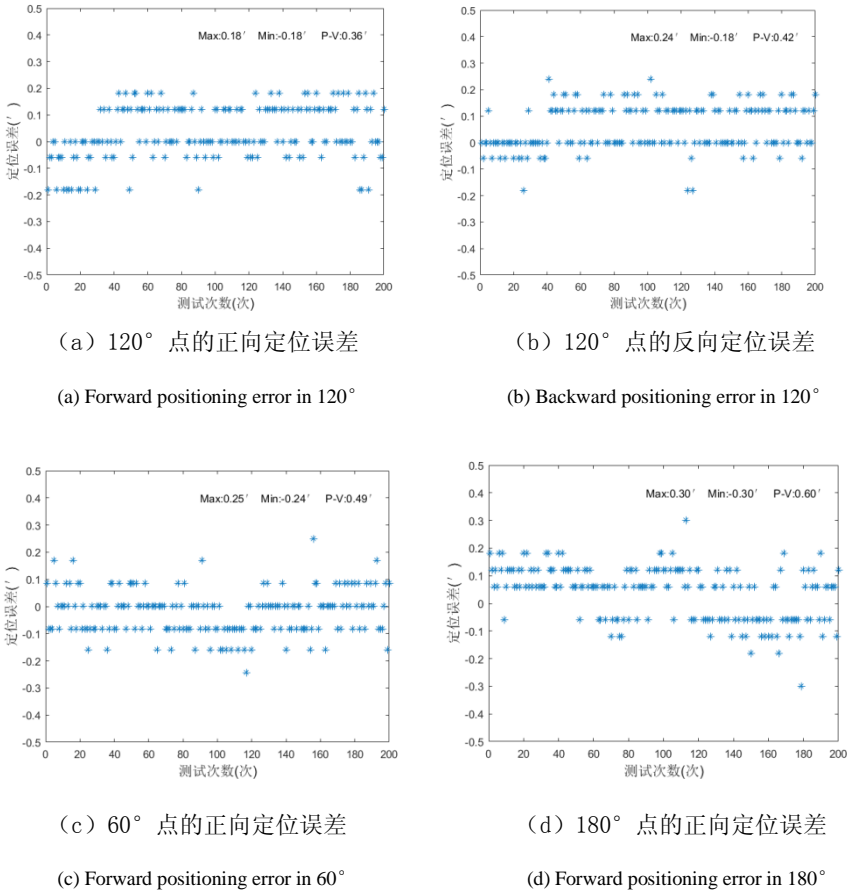 Max:0.18′ Min:-0.18′ P-V:0.36′
0.5
0.4
0.3
0.2
0.1
0
-0.1
-0.2
-0.3
-0.4
-0.5
定位误差(′)
0 20 40 60 80 100 120 140 160 180 200
测试次数(次)
（a）120°点的正向定位误差
(a) Forward positioning error in 120°
Max:0.24′ Min:-0.18′ P-V:0.42′
0.5
0.4
0.3
0.2
0.1
0
-0.1
-0.2
-0.3
-0.4
-0.5
定位误差(′)
0 20 40 60 80 100 120 140 160 180 200
测试次数(次)
（b）120°点的反向定位误差
(b) Backward positioning error in 120°
Max:0.25′ Min:-0.24′ P-V:0.49′
0.5
0.4
0.3
0.2
0.1
0
-0.1
-0.2
-0.3
-0.4
-0.5
定位误差(′)
0 20 40 60 80 100 120 140 160 180 200
测试次数(次)
（c）60°点的正向定位误差
(c) Forward positioning error in 60°
Max:0.30′ Min:-0.30′ P-V:0.60′
0.5
0.4
0.3
0.2
0.1
0
-0.1
-0.2
-0.3
-0.4
-0.5
定位误差(′)
0 20 40 60 80 100 120 140 160 180 200
测试次数(次)
（d）180°点的正向定位误差
(d) Forward positioning error in 180°